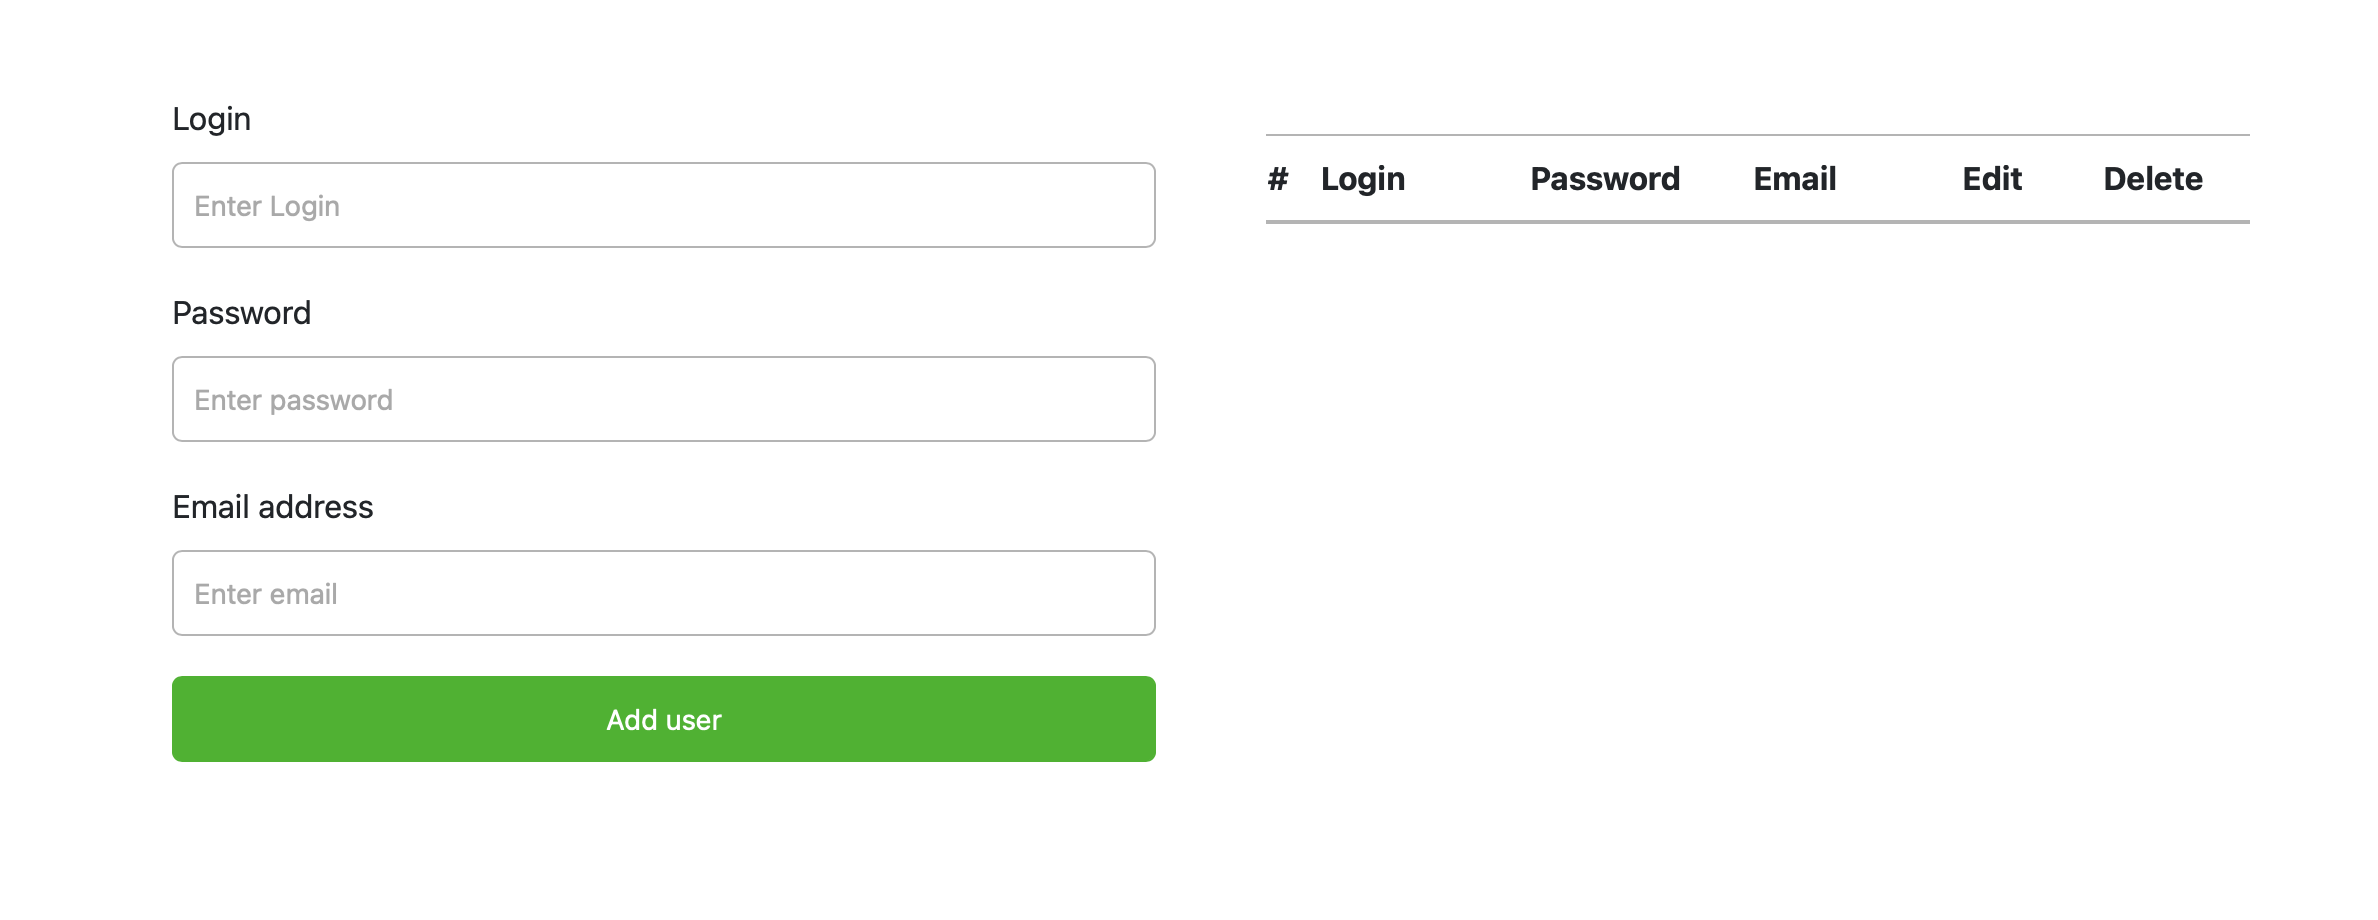 Login
Enter Login
Password
Enter password
Email address
Enter email
Add user
# Login Password Email Edit Delete